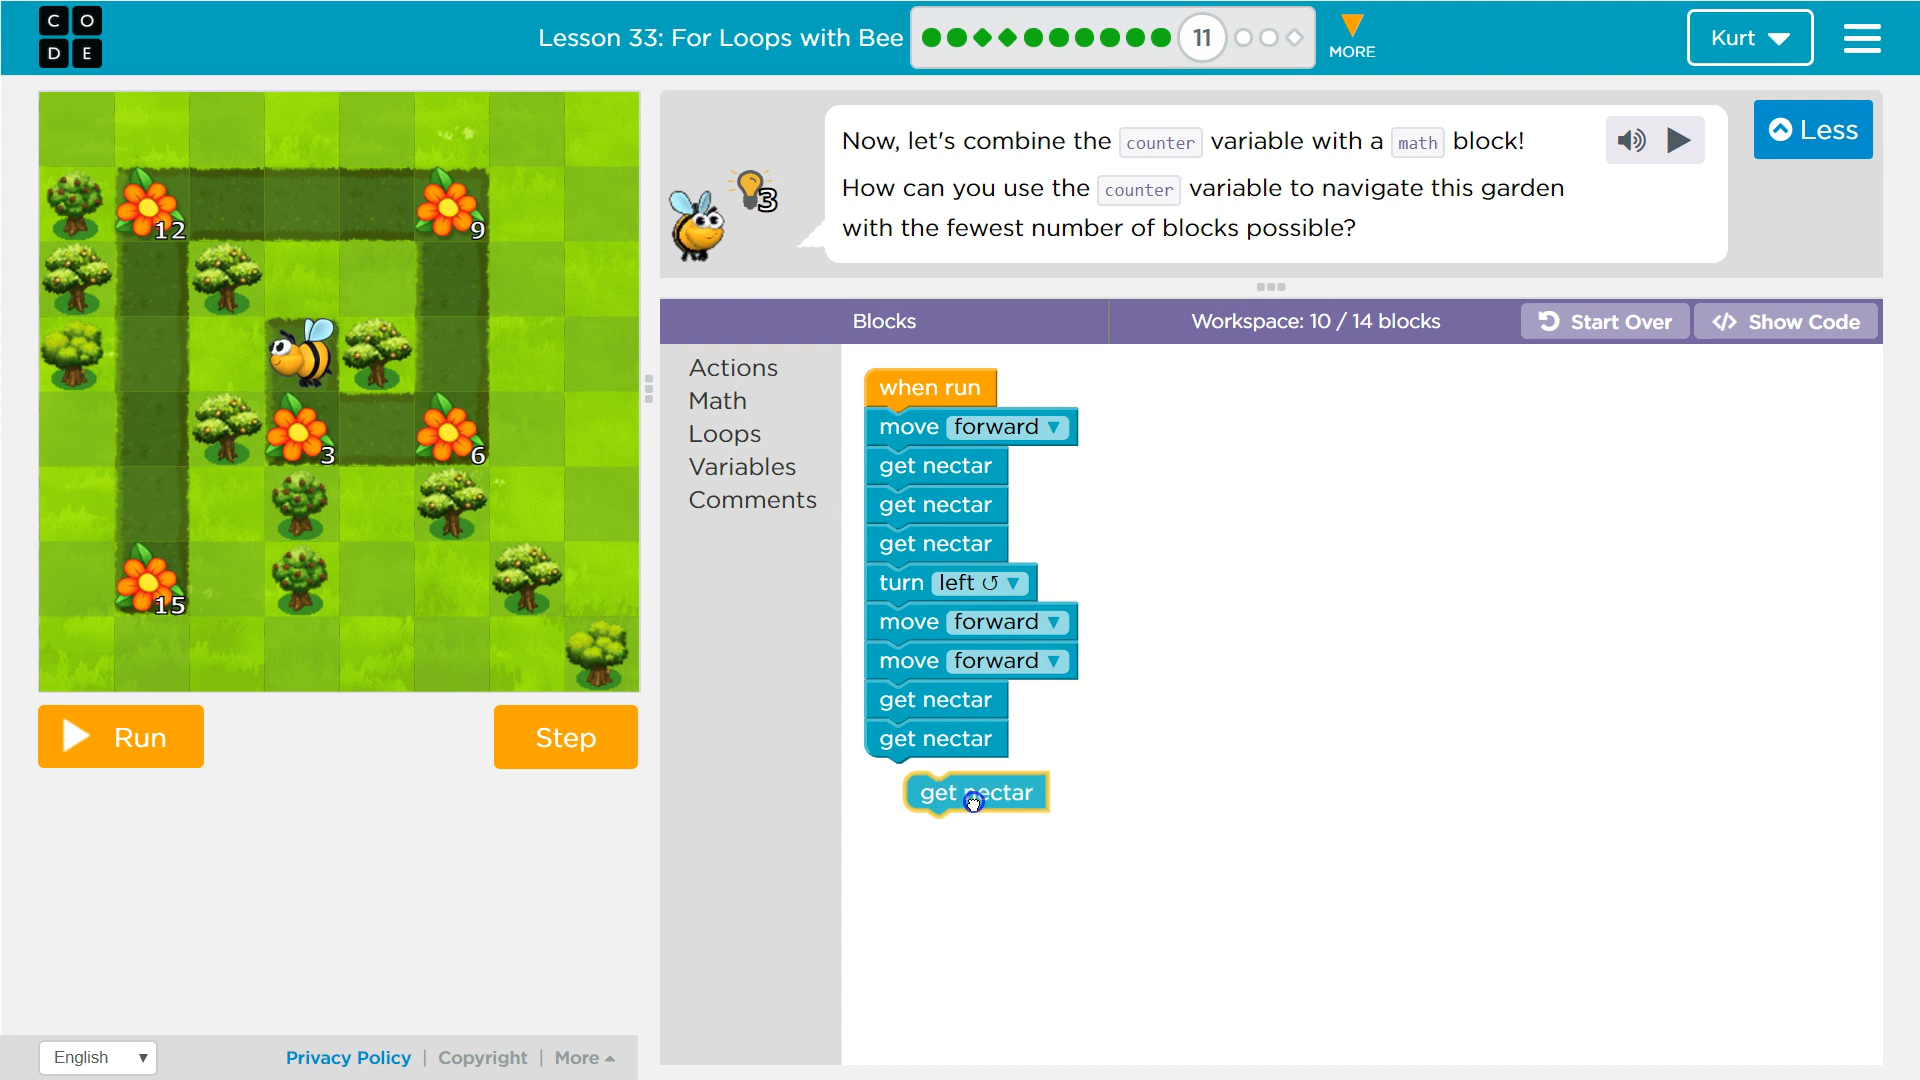 C O
D E
Lesson 33: For Loops with Bee
11
MORE
Kurt
Now, let's combine the counter variable with a math block!
How can you use the counter variable to navigate this garden
with the fewest number of blocks possible?
3
Less
Blocks
Workspace: 10 / 14 blocks
Start Over
</> Show Code
12
9
3
6
15
Run
Step
Actions
Math
Loops
Variables
Comments
when run
move forward
get nectar
get nectar
get nectar
turn left ↺
move forward
move forward
get nectar
get nectar
get nectar
English
Privacy Policy | Copyright | More